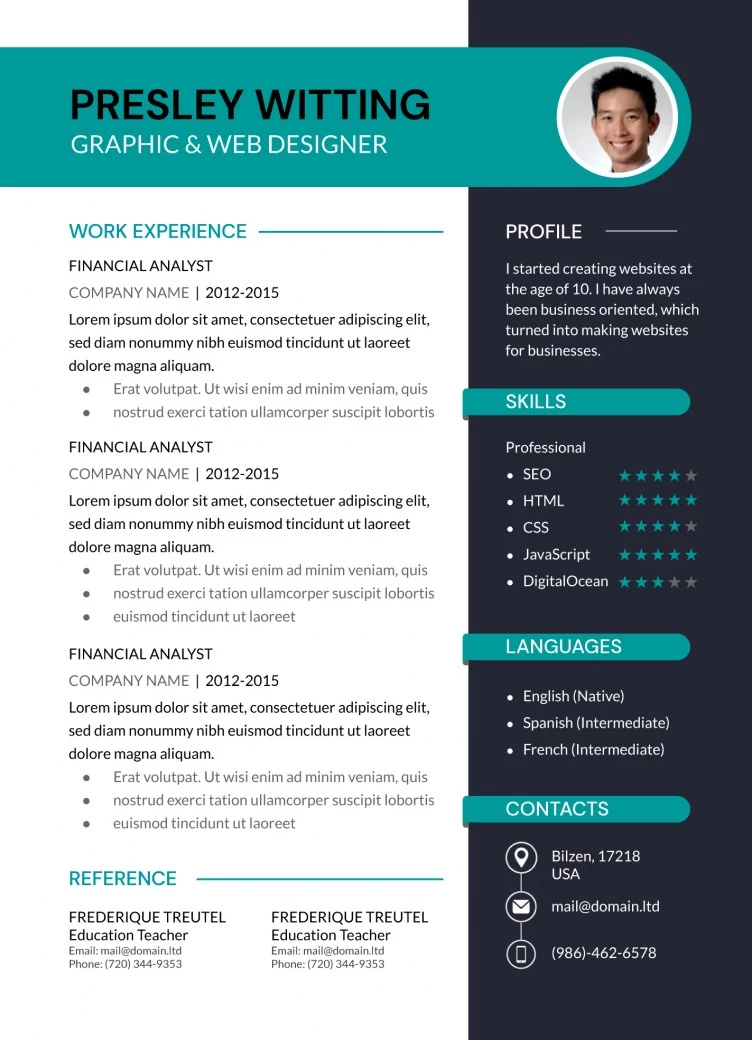 PRESLEY WITTING
GRAPHIC & WEB DESIGNER
WORK EXPERIENCE
FINANCIAL ANALYST
COMPANY NAME | 2012-2015
Lorem ipsum dolor sit amet, consectetuer adipiscing elit,
sed diam nonummy nibh euismod tincidunt ut laoreet
dolore magna aliquam.
● Erat volutpat. Ut wisi enim ad minim veniam, quis
● nostrud exerci tation ullamcorper suscipit lobortis
FINANCIAL ANALYST
COMPANY NAME | 2012-2015
Lorem ipsum dolor sit amet, consectetuer adipiscing elit,
sed diam nonummy nibh euismod tincidunt ut laoreet
dolore magna aliquam.
● Erat volutpat. Ut wisi enim ad minim veniam, quis
● nostrud exerci tation ullamcorper suscipit lobortis
● euismod tincidunt ut laoreet
FINANCIAL ANALYST
COMPANY NAME | 2012-2015
Lorem ipsum dolor sit amet, consectetuer adipiscing elit,
sed diam nonummy nibh euismod tincidunt ut laoreet
dolore magna aliquam.
● Erat volutpat. Ut wisi enim ad minim veniam, quis
● nostrud exerci tation ullamcorper suscipit lobortis
● euismod tincidunt ut laoreet
REFERENCE
FREDERIQUE TREUTEL
Education Teacher
Email: mail@domain.ltd
Phone: (720) 344-9353
FREDERIQUE TREUTEL
Education Teacher
Email: mail@domain.ltd
Phone: (720) 344-9353
PROFILE
I started creating websites at
the age of 10. I have always
been business oriented, which
turned into making websites
for businesses.
SKILLS
Professional
• SEO ★★★★★
• HTML ★★★★★
• CSS ★★★★★
• JavaScript ★★★★★
• DigitalOcean ★★★★★
LANGUAGES
• English (Native)
• Spanish (Intermediate)
• French (Intermediate)
CONTACTS
Bilzen, 17218
USA
mail@domain.ltd
(986)-462-6578